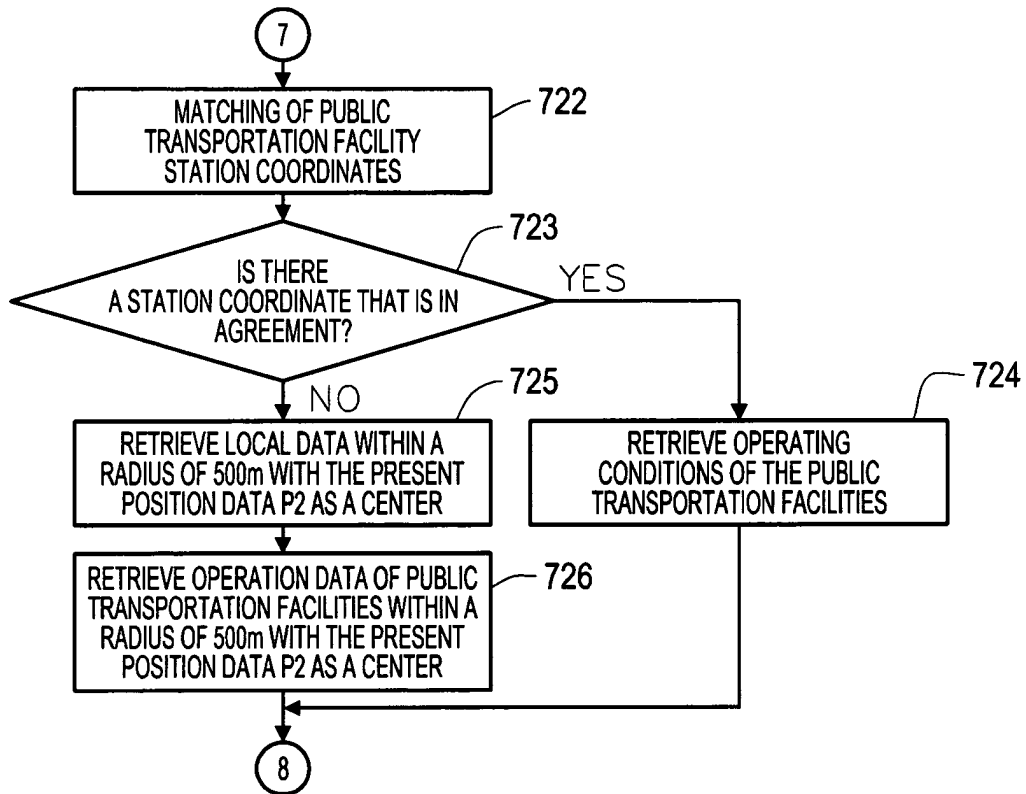 7
MATCHING OF PUBLIC
TRANSPORTATION FACILITY
STATION COORDINATES
722
IS THERE
A STATION COORDINATE THAT IS IN
AGREEMENT?
723
YES
NO
725
RETRIEVE LOCAL DATA WITHIN A
RADIUS OF 500m WITH THE PRESENT
POSITION DATA P2 AS A CENTER
724
RETRIEVE OPERATING
CONDITIONS OF THE PUBLIC
TRANSPORTATION FACILITIES
RETRIEVE OPERATION DATA OF PUBLIC
TRANSPORTATION FACILITIES WITHIN A
RADIUS OF 500m WITH THE PRESENT
POSITION DATA P2 AS A CENTER
726
8